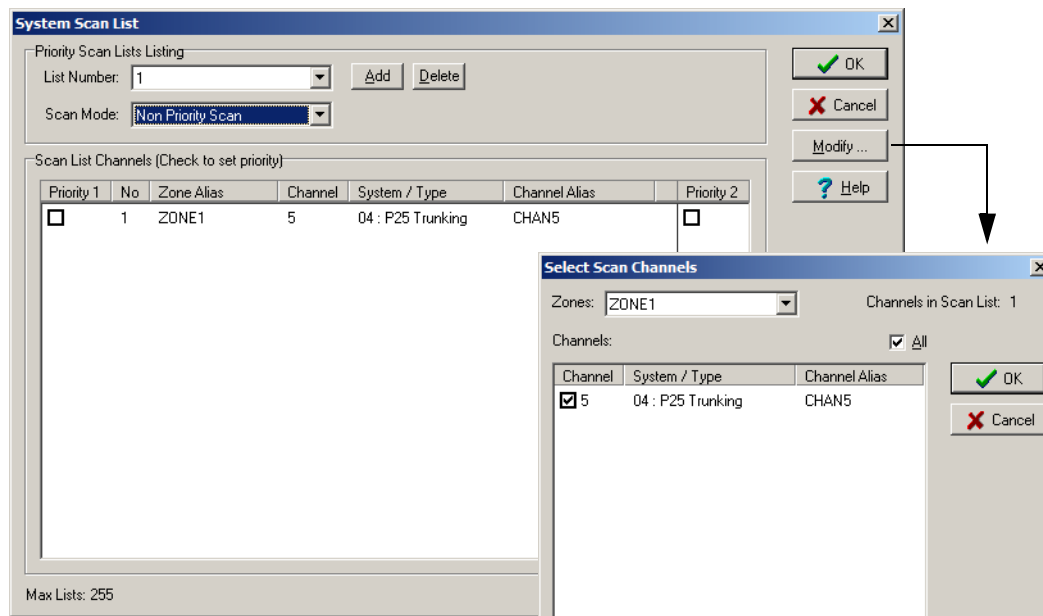 System Scan List
Priority Scan Lists Listing
List Number: 1 Add Delete
Scan Mode: Non Priority Scan
OK
Cancel
Modify ...
Help
Scan List Channels (Check to set priority)
Priority 1 No Zone Alias Channel System / Type Channel Alias Priority 2
1 ZONE1 5 04 : P25 Trunking CHAN5
Max Lists: 255
Select Scan Channels
Zones: ZONE1 Channels in Scan List: 1
Channels: All
Channel System / Type Channel Alias
5 04 : P25 Trunking CHAN5
OK
Cancel